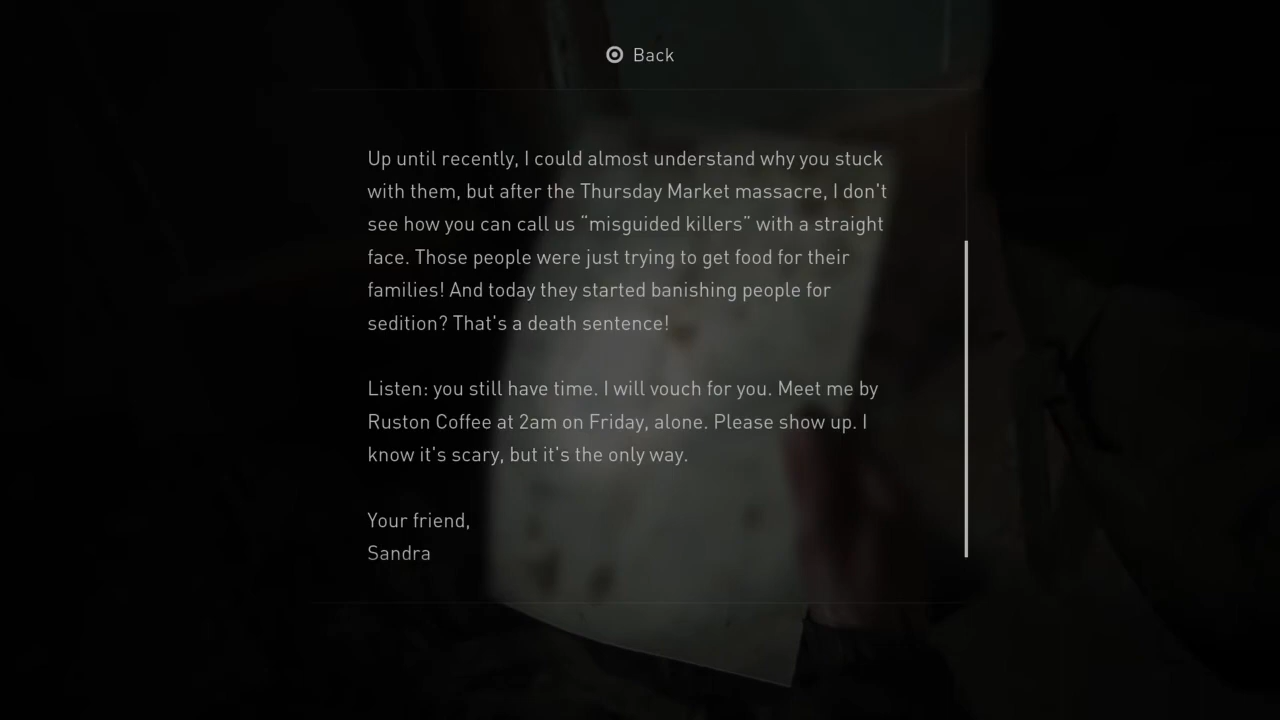 Back
Up until recently, I could almost understand why you stuck
with them, but after the Thursday Market massacre, I don't
see how you can call us “misguided killers” with a straight
face. Those people were just trying to get food for their
families! And today they started banishing people for
sedition? That's a death sentence!
Listen: you still have time. I will vouch for you. Meet me by
Ruston Coffee at 2am on Friday, alone. Please show up. I
know it's scary, but it's the only way.
Your friend,
Sandra